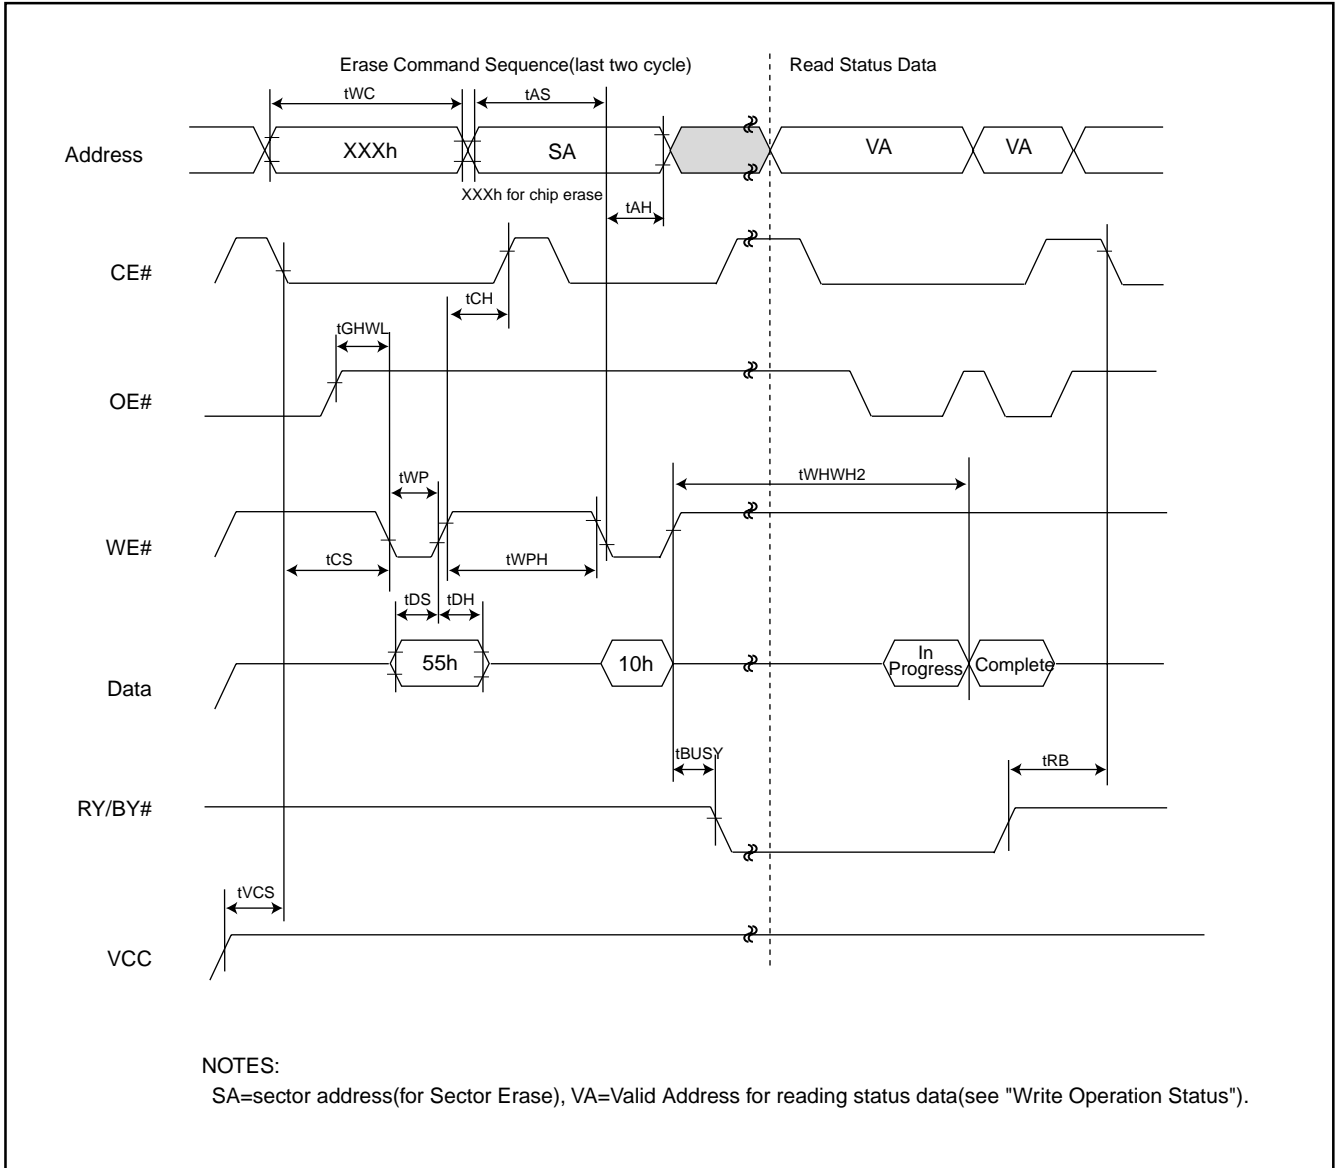 Erase Command Sequence(last two cycle)
Read Status Data
tWC
tAS
Address
XXXh
SA
VA
VA
XXXh for chip erase
tAH
CE#
tCH
tGHWL
OE#
tWP
tWHWH2
WE#
tCS
tWPH
tDS
tDH
55h
10h
In
Progress
Complete
Data
tBUSY
tRB
RY/BY#
tVCS
VCC
NOTES:
SA=sector address(for Sector Erase), VA=Valid Address for reading status data(see "Write Operation Status").